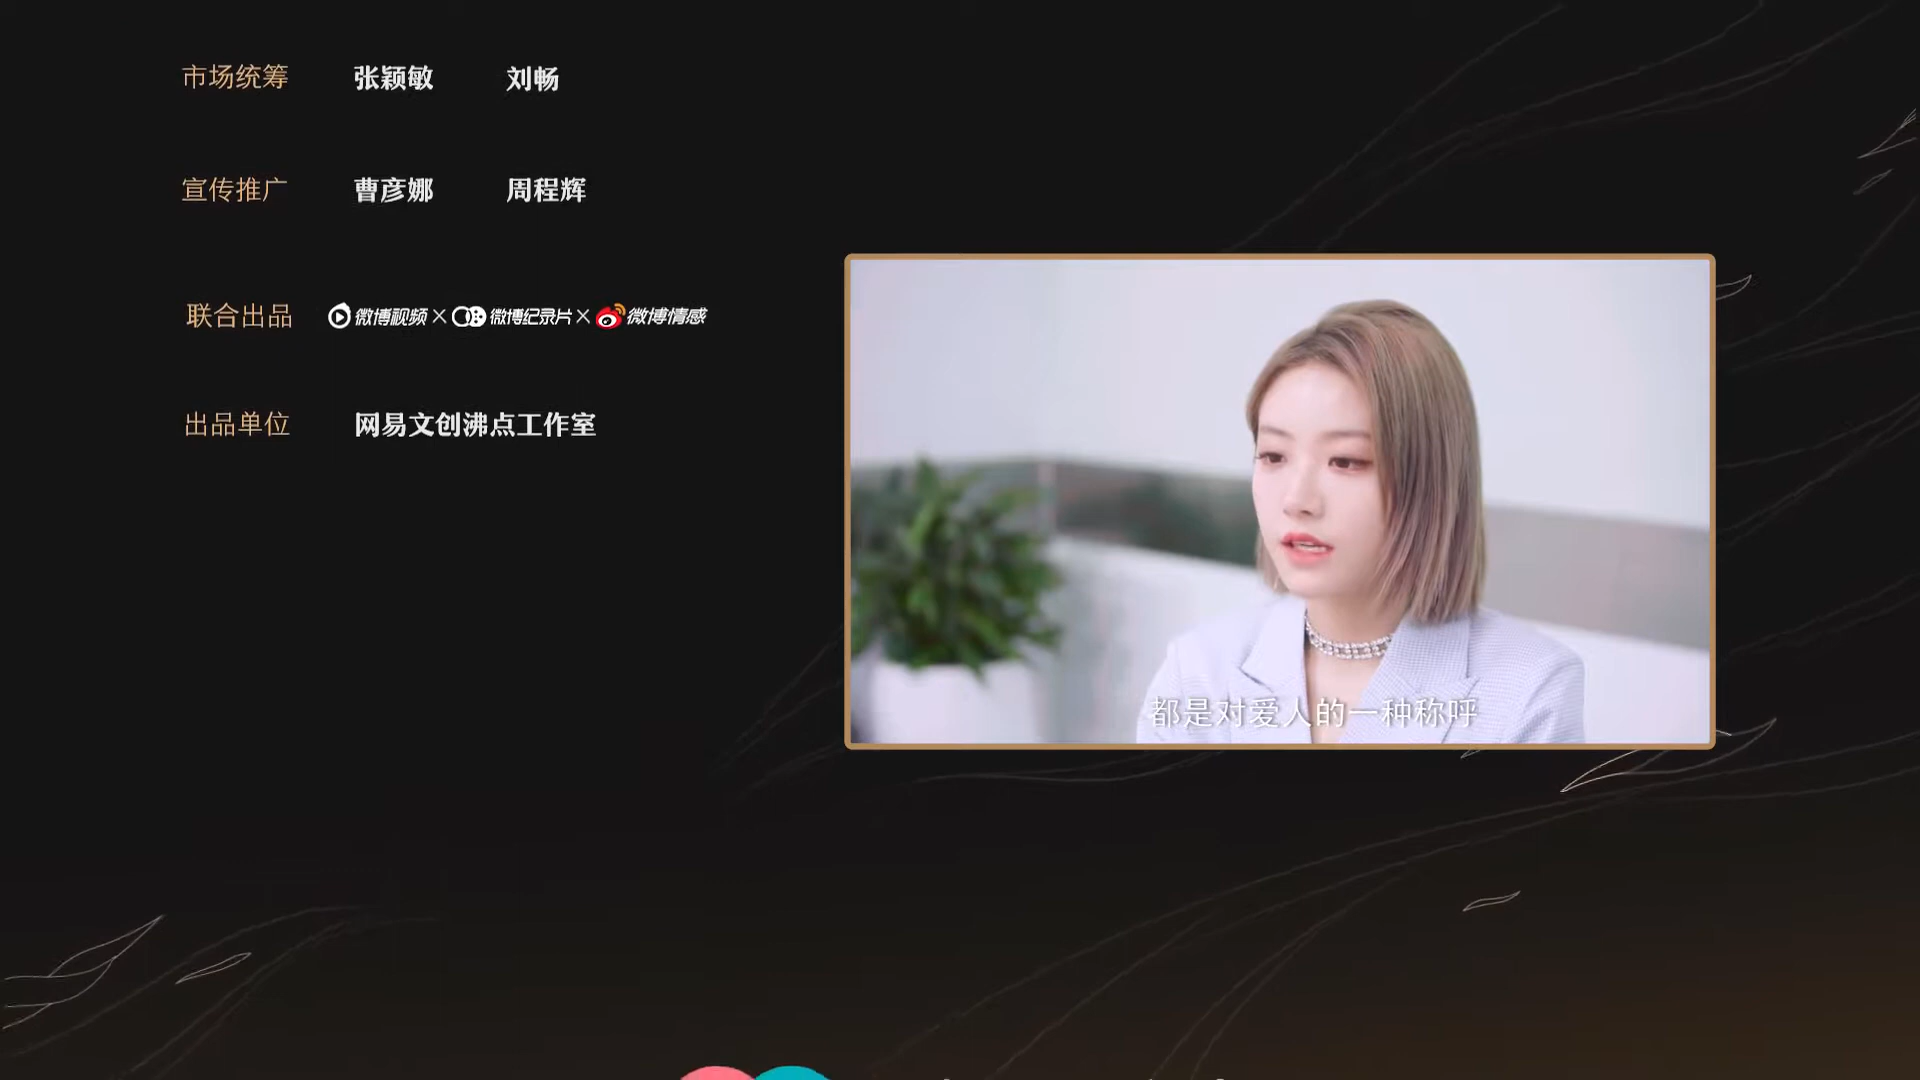 市场统筹 张颖敏 刘畅
宣传推广 曹彦娜 周程辉
联合出品 微博视频×微博纪录片×微博情感
出品单位 网易文创沸点工作室
都是对爱人的一种称呼